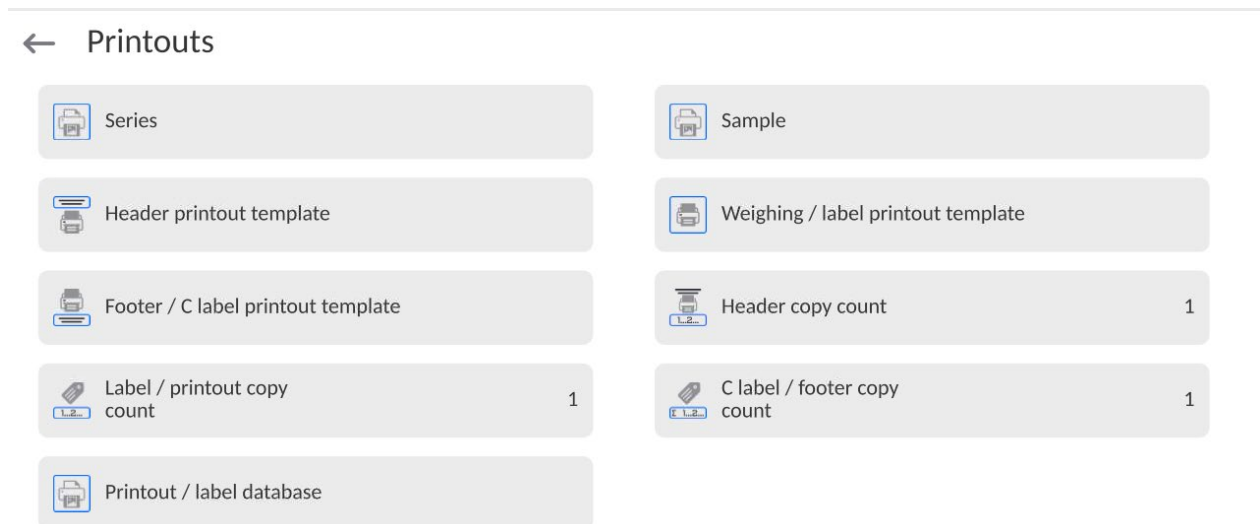 Printouts
Series
Sample
Header printout template
Weighing / label printout template
Footer / C label printout template
Header copy count 1
Label / printout copy
count 1
C label / footer copy
count 1
Printout / label database